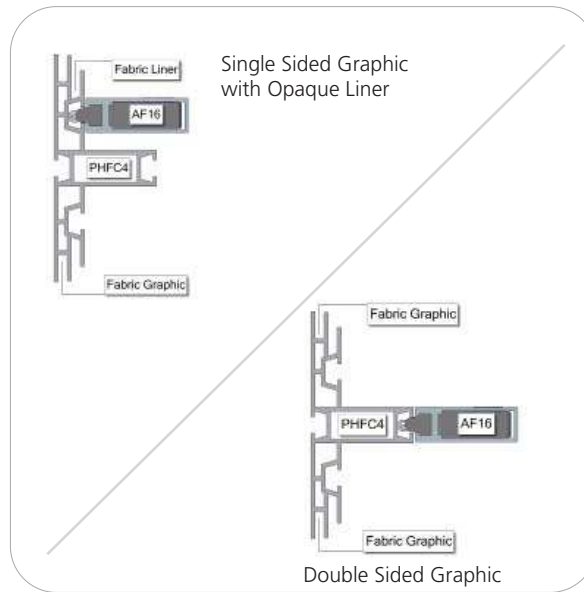 Fabric Liner
Single Sided Graphic
with Opaque Liner
AF16
PHFC4
Fabric Graphic
Fabric Graphic
PHFC4
AF16
Fabric Graphic
Double Sided Graphic